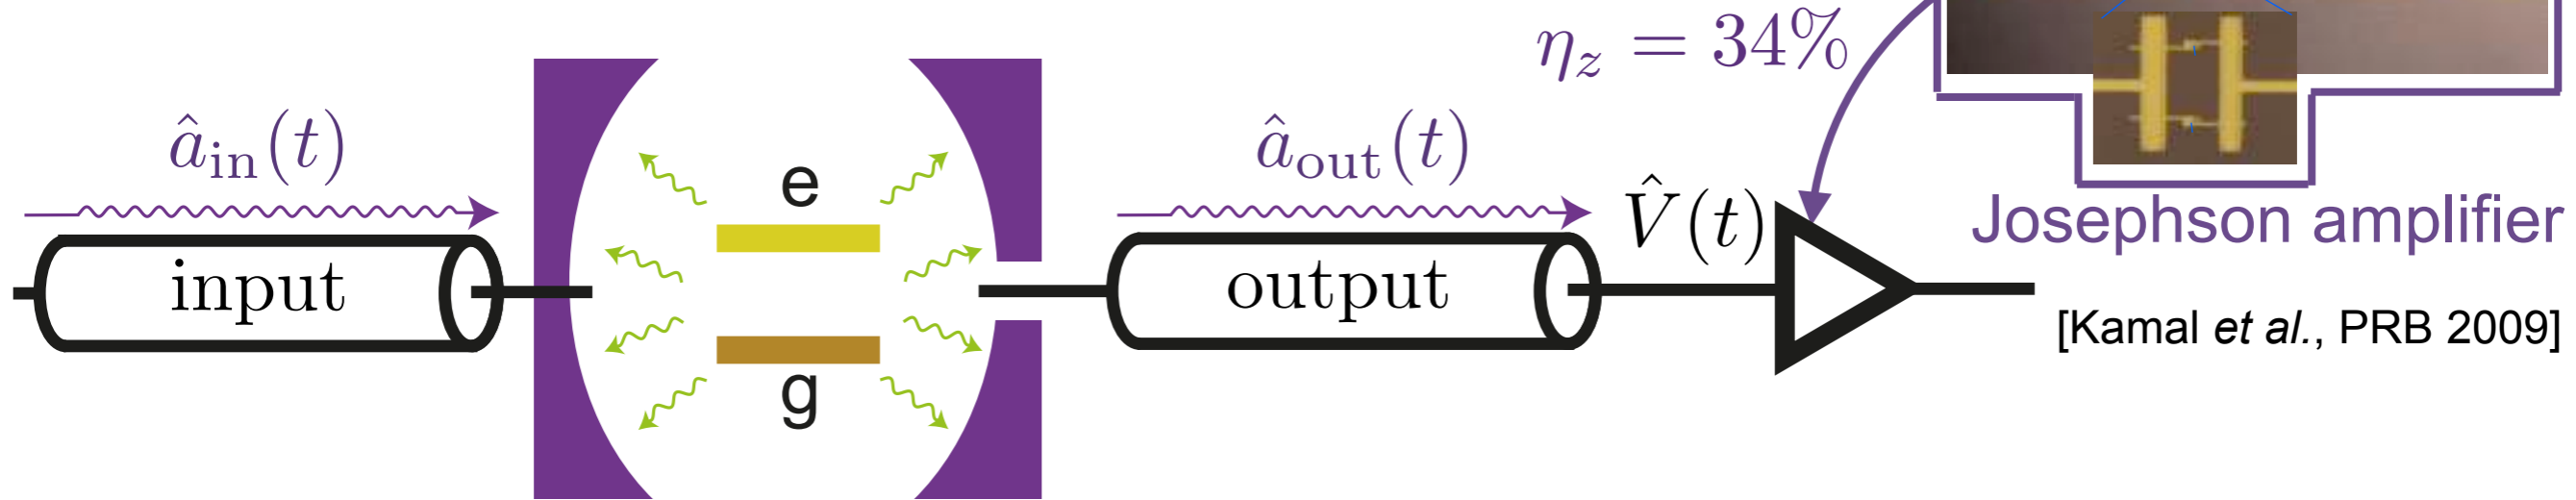 η_z = 34%
â_in(t)
input
e
g
â_out(t)
output
V̂(t)
Josephson amplifier
[Kamal et al., PRB 2009]